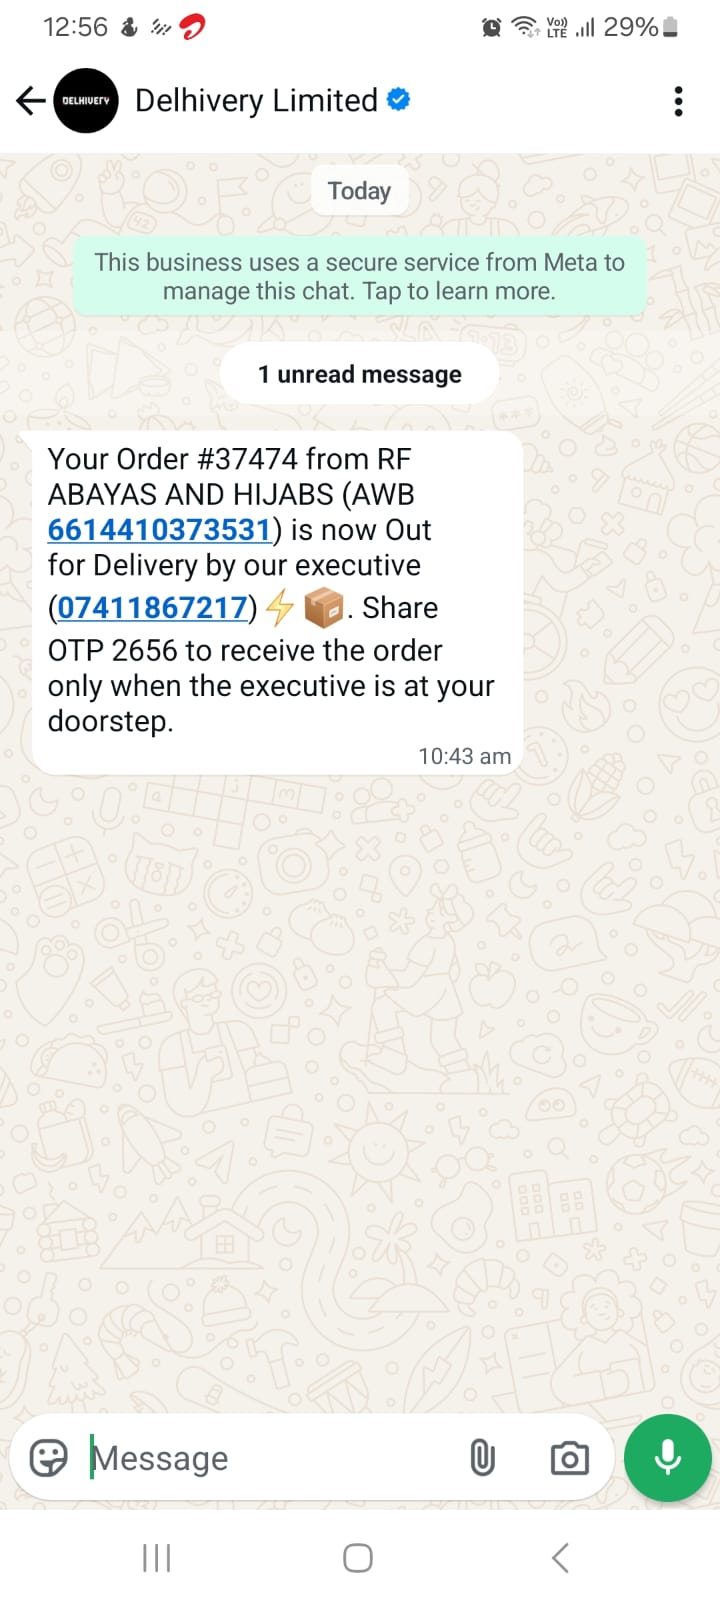 12:56
Vo))
LTE
29%
DELHIVERY
Delhivery Limited
Today
This business uses a secure service from Meta to
manage this chat. Tap to learn more.
1 unread message
Your Order #37474 from RF
ABAYAS AND HIJABS (AWB
6614410373531) is now Out
for Delivery by our executive
(07411867217)⚡📦. Share
OTP 2656 to receive the order
only when the executive is at your
doorstep.
10:43 am
Message